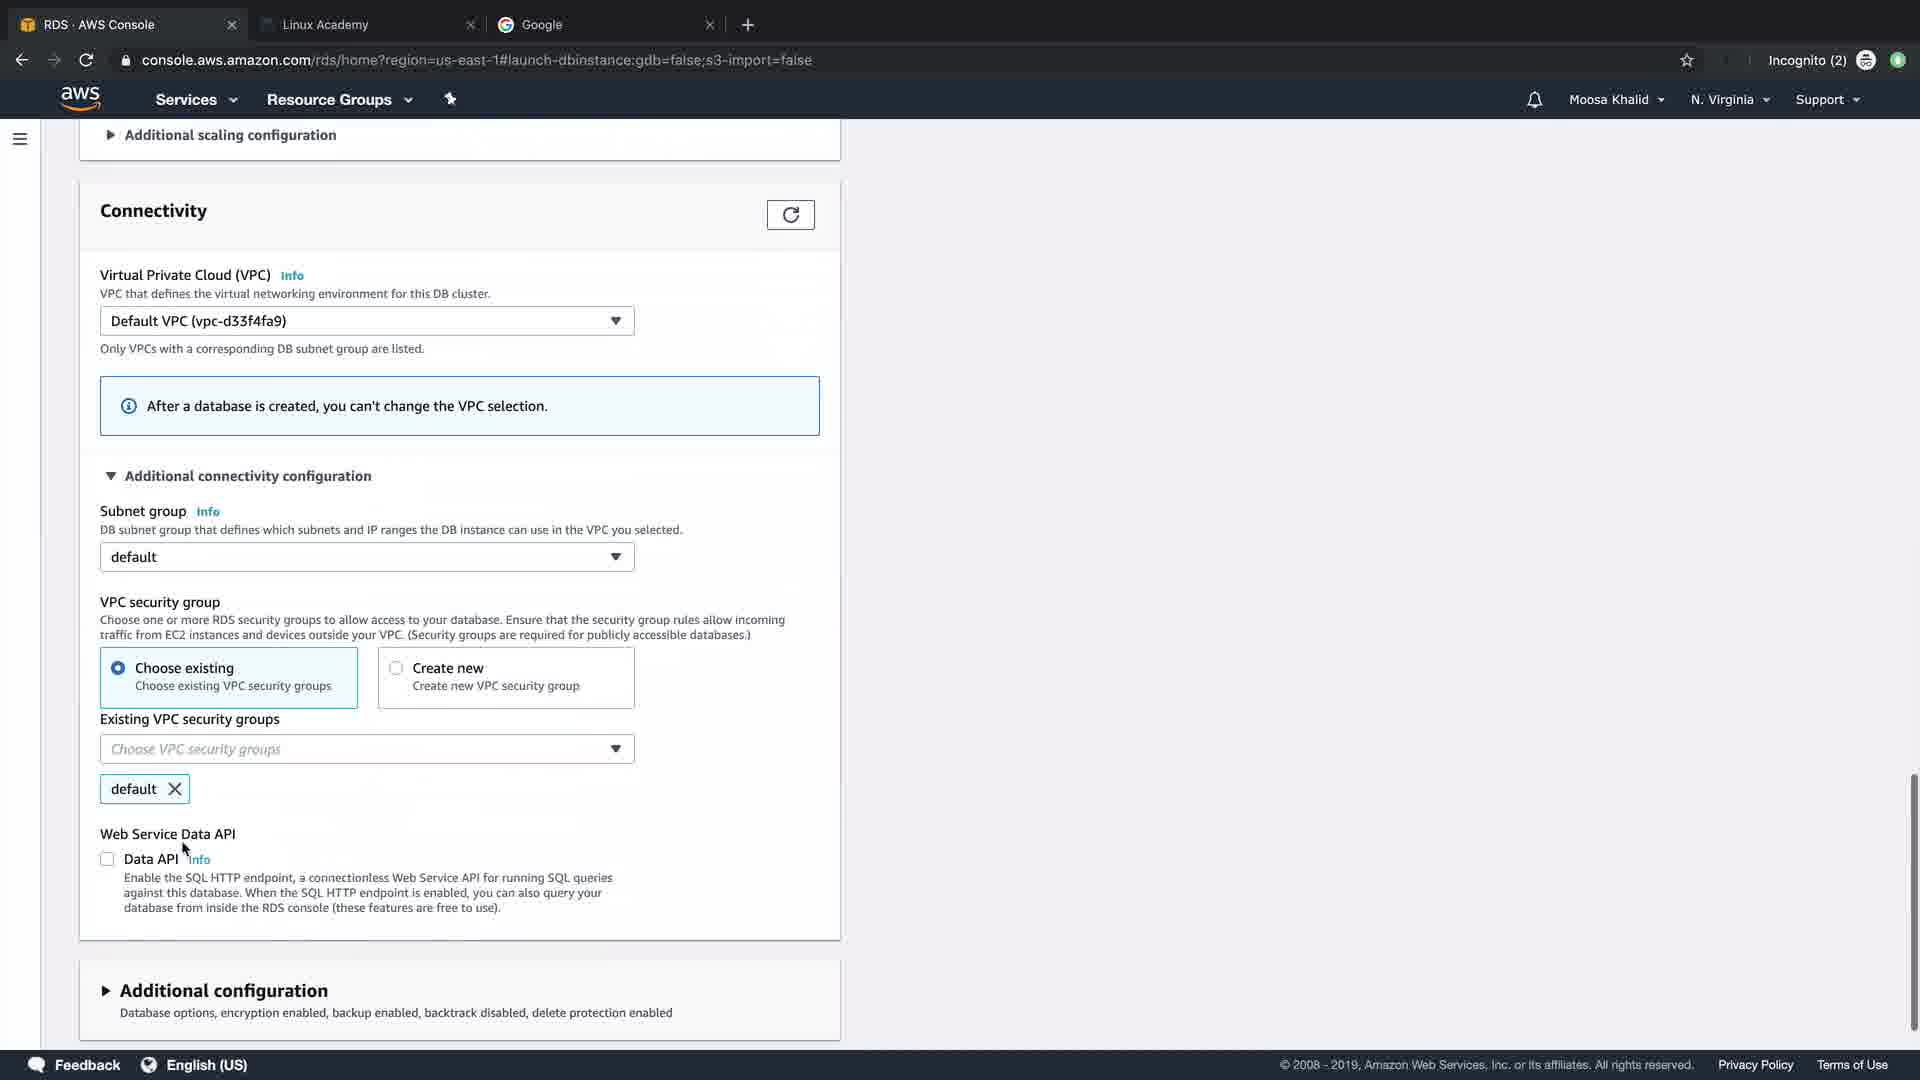 RDS · AWS Console
Linux Academy
Google
console.aws.amazon.com/rds/home?region=us-east-1#launch-dbinstance:gdb=false;s3-import=false
Incognito (2)
aws
Services
Resource Groups
Moosa Khalid
N. Virginia
Support
Additional scaling configuration
Connectivity
Virtual Private Cloud (VPC) Info
VPC that defines the virtual networking environment for this DB cluster.
Default VPC (vpc-d33f4fa9)
Only VPCs with a corresponding DB subnet group are listed.
After a database is created, you can't change the VPC selection.
Additional connectivity configuration
Subnet group Info
DB subnet group that defines which subnets and IP ranges the DB instance can use in the VPC you selected.
default
VPC security group
Choose one or more RDS security groups to allow access to your database. Ensure that the security group rules allow incoming
traffic from EC2 instances and devices outside your VPC. (Security groups are required for publicly accessible databases.)
Choose existing
Choose existing VPC security groups
Create new
Create new VPC security group
Existing VPC security groups
Choose VPC security groups
default
Web Service Data API
Data API Info
Enable the SQL HTTP endpoint, a connectionless Web Service API for running SQL queries
against this database. When the SQL HTTP endpoint is enabled, you can also query your
database from inside the RDS console (these features are free to use).
Additional configuration
Database options, encryption enabled, backup enabled, backtrack disabled, delete protection enabled
Feedback
English (US)
© 2008 - 2019, Amazon Web Services, Inc. or its affiliates. All rights reserved.
Privacy Policy
Terms of Use